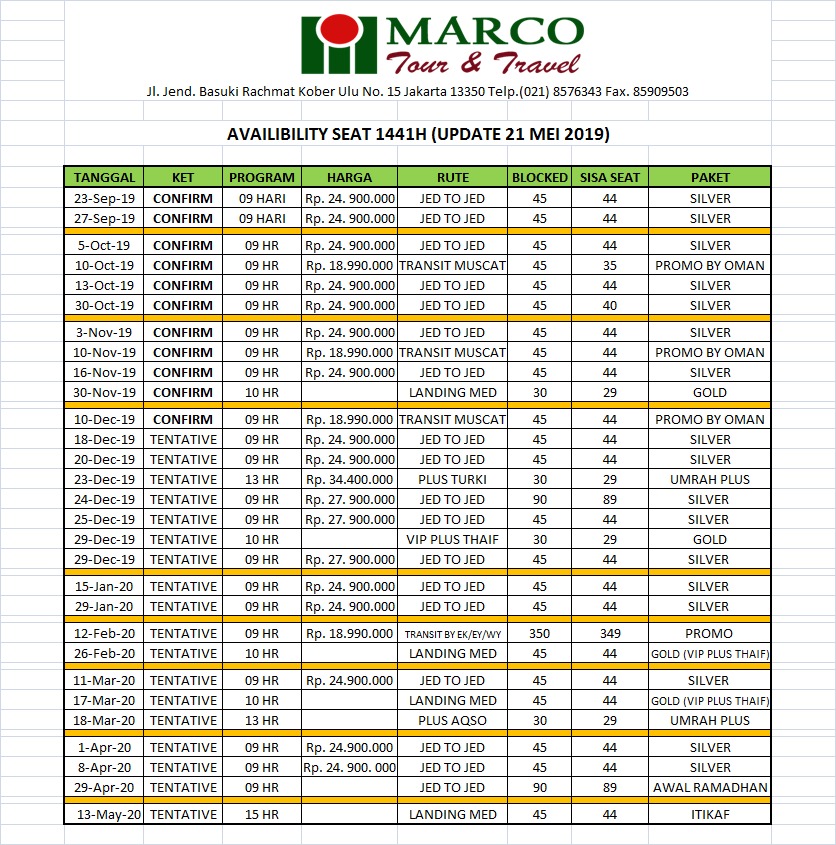 MARCO
Tour & Travel
Jl. Jend. Basuki Rachmat Kober Ulu No. 15 Jakarta 13350 Telp.(021) 8576343 Fax. 85909503
AVAILIBILITY SEAT 1441H (UPDATE 21 MEI 2019)
TANGGAL KET PROGRAM HARGA RUTE BLOCKED SISA SEAT PAKET
23-Sep-19 CONFIRM 09 HARI Rp. 24. 900.000 JED TO JED 45 44 SILVER
27-Sep-19 CONFIRM 09 HARI Rp. 24. 900.000 JED TO JED 45 44 SILVER
5-Oct-19 CONFIRM 09 HR Rp. 24. 900.000 JED TO JED 45 44 SILVER
10-Oct-19 CONFIRM 09 HR Rp. 18.990.000 TRANSIT MUSCAT 45 35 PROMO BY OMAN
13-Oct-19 CONFIRM 09 HR Rp. 24. 900.000 JED TO JED 45 44 SILVER
30-Oct-19 CONFIRM 09 HR Rp. 24. 900.000 JED TO JED 45 40 SILVER
3-Nov-19 CONFIRM 09 HR Rp. 24. 900.000 JED TO JED 45 44 SILVER
10-Nov-19 CONFIRM 09 HR Rp. 18.990.000 TRANSIT MUSCAT 45 44 PROMO BY OMAN
16-Nov-19 CONFIRM 09 HR Rp. 24. 900.000 JED TO JED 45 44 SILVER
30-Nov-19 CONFIRM 10 HR LANDING MED 30 29 GOLD
10-Dec-19 CONFIRM 09 HR Rp. 18.990.000 TRANSIT MUSCAT 45 44 PROMO BY OMAN
18-Dec-19 TENTATIVE 09 HR Rp. 24. 900.000 JED TO JED 45 44 SILVER
20-Dec-19 TENTATIVE 09 HR Rp. 24. 900.000 JED TO JED 45 44 SILVER
23-Dec-19 TENTATIVE 13 HR Rp. 34.400.000 PLUS TURKI 30 29 UMRAH PLUS
24-Dec-19 TENTATIVE 09 HR Rp. 27. 900.000 JED TO JED 90 89 SILVER
25-Dec-19 TENTATIVE 09 HR Rp. 27. 900.000 JED TO JED 45 44 SILVER
29-Dec-19 TENTATIVE 10 HR VIP PLUS THAIF 30 29 GOLD
29-Dec-19 TENTATIVE 09 HR Rp. 27. 900.000 JED TO JED 45 44 SILVER
15-Jan-20 TENTATIVE 09 HR Rp. 24. 900.000 JED TO JED 45 44 SILVER
29-Jan-20 TENTATIVE 09 HR Rp. 24. 900.000 JED TO JED 45 44 SILVER
12-Feb-20 TENTATIVE 09 HR Rp. 18.990.000 TRANSIT BY EK/EY/WY 350 349 PROMO
26-Feb-20 TENTATIVE 10 HR LANDING MED 45 44 GOLD (VIP PLUS THAIF)
11-Mar-20 TENTATIVE 09 HR Rp. 24.900.000 JED TO JED 45 44 SILVER
17-Mar-20 TENTATIVE 10 HR LANDING MED 45 44 GOLD (VIP PLUS THAIF)
18-Mar-20 TENTATIVE 13 HR PLUS AQSO 30 29 UMRAH PLUS
1-Apr-20 TENTATIVE 09 HR Rp. 24.900.000 JED TO JED 45 44 SILVER
8-Apr-20 TENTATIVE 09 HR Rp. 24. 900. 000 JED TO JED 45 44 SILVER
29-Apr-20 TENTATIVE 09 HR JED TO JED 90 89 AWAL RAMADHAN
13-May-20 TENTATIVE 15 HR LANDING MED 45 44 ITIKAF